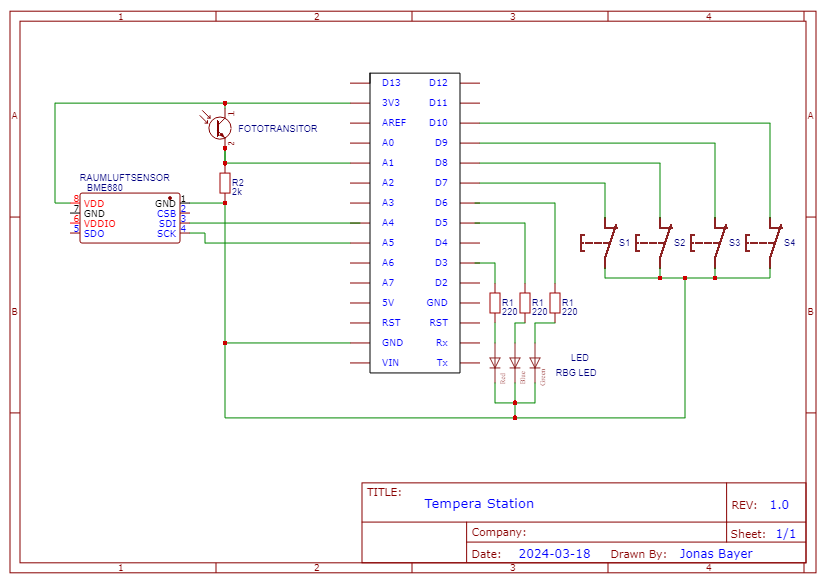 1 2 3 4
A A
B B
1 2 3 4
D13 D12
3V3 D11
AREF D10
A0 D9
A1 D8
A2 D7
A3 D6
A4 D5
A5 D4
A6 D3
A7 D2
5V GND
RST RST
GND Rx
VIN Tx
1
FOTOTRANSITOR
2
R2
2k
RAUMLUFTSENSOR
BME680
8 VDD GND 1
7 GND CSB 2
6 VDDIO SDI 3
5 SDO SCK 4
S1 S2 S3 S4
R1 R1 R1
220 220 220
LED
RBG LED
Red Blue Green
TITLE:
Tempera Station
REV: 1.0
Company:
Sheet: 1/1
Date: 2024-03-18 Drawn By: Jonas Bayer